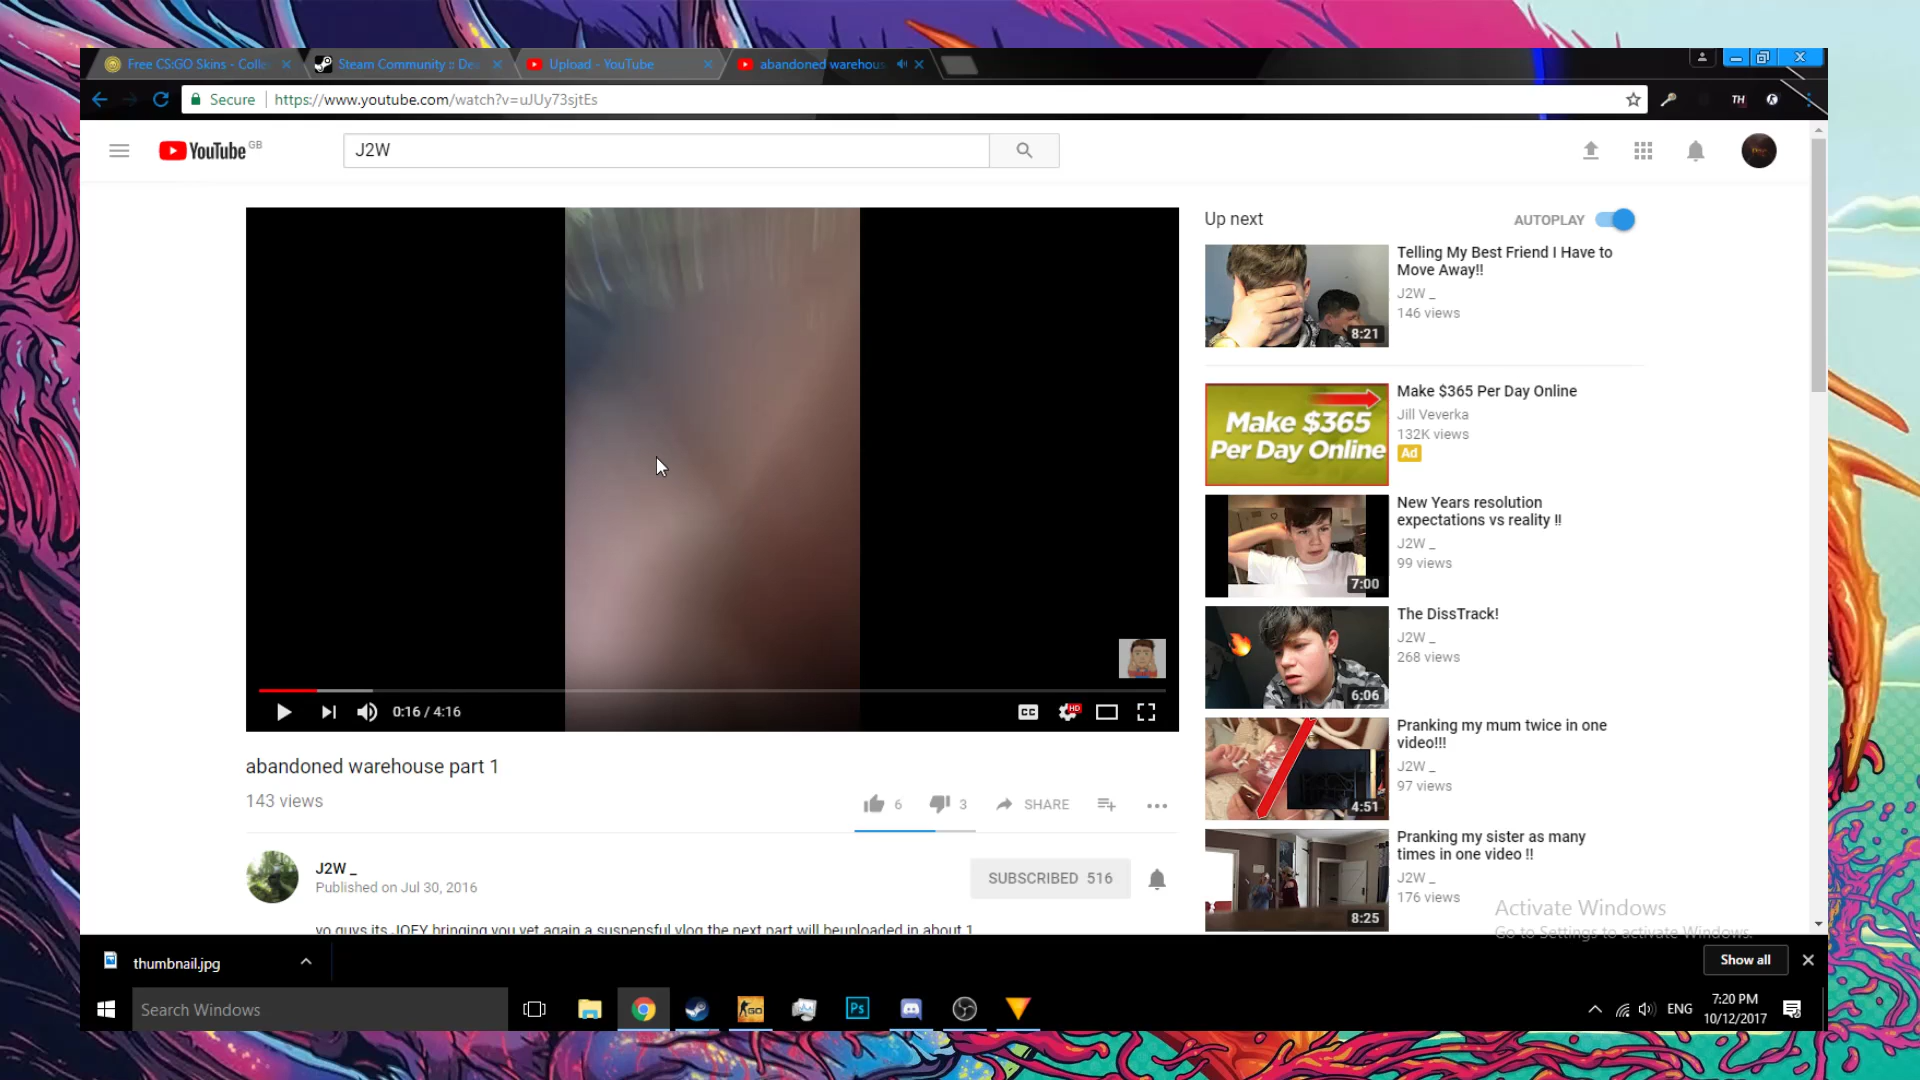 Free CS:GO Skins - Colle
Steam Community :: De
Upload - YouTube
abandoned warehous
Secure
https://www.youtube.com/watch?v=uJUy73sjtEs
TH
YouTube GB
J2W
Up next
AUTOPLAY
Telling My Best Friend I Have to
Move Away!!
J2W _
146 views
8:21
Make $365
Per Day Online
Make $365 Per Day Online
Jill Veverka
132K views
Ad
New Years resolution
expectations vs reality !!
J2W _
99 views
7:00
The DissTrack!
J2W _
268 views
6:06
Pranking my mum twice in one
video!!!
J2W _
97 views
4:51
Pranking my sister as many
times in one video !!
J2W _
176 views
8:25
0:16 / 4:16
CC
HD
abandoned warehouse part 1
143 views
6
3
SHARE
J2W _
Published on Jul 30, 2016
SUBSCRIBED 516
yo guys its JOEY bringing you yet again a suspensful vlog the next part will beuploaded in about 1
Activate Windows
Go to Settings to activate Windows.
thumbnail.jpg
Show all
Search Windows
GO
Ps
ENG
7:20 PM
10/12/2017